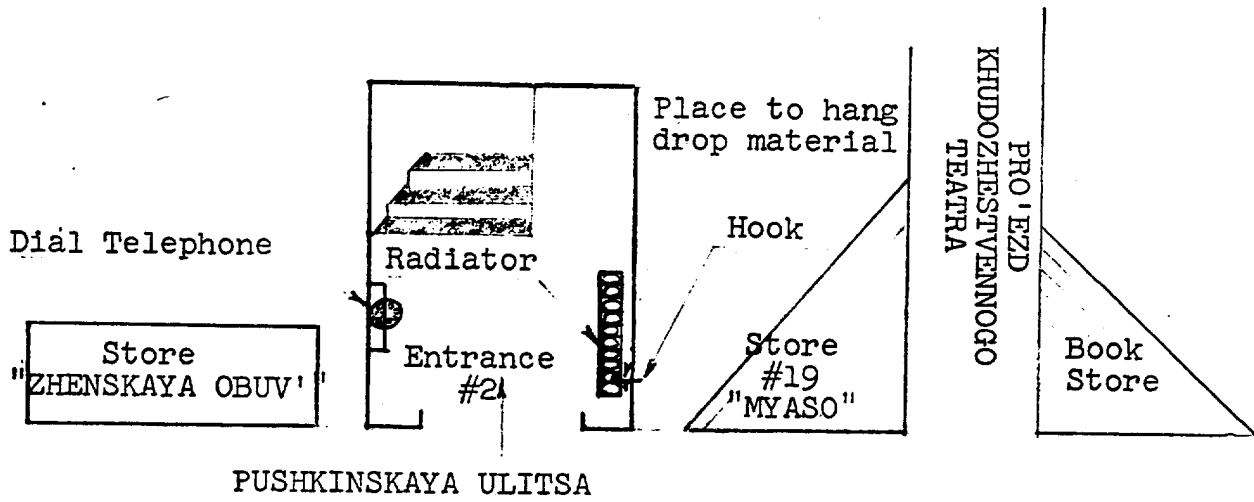 Place to hang
drop material
PRO'EZD
KHUDOZHESTVENNOGO
TEATRA
Dial Telephone
Hook
Radiator
Store
"ZHENSKAYA OBUV'"
Entrance
#2
Store
#19
"MYASO"
Book
Store
PUSHKINSKAYA ULITSA